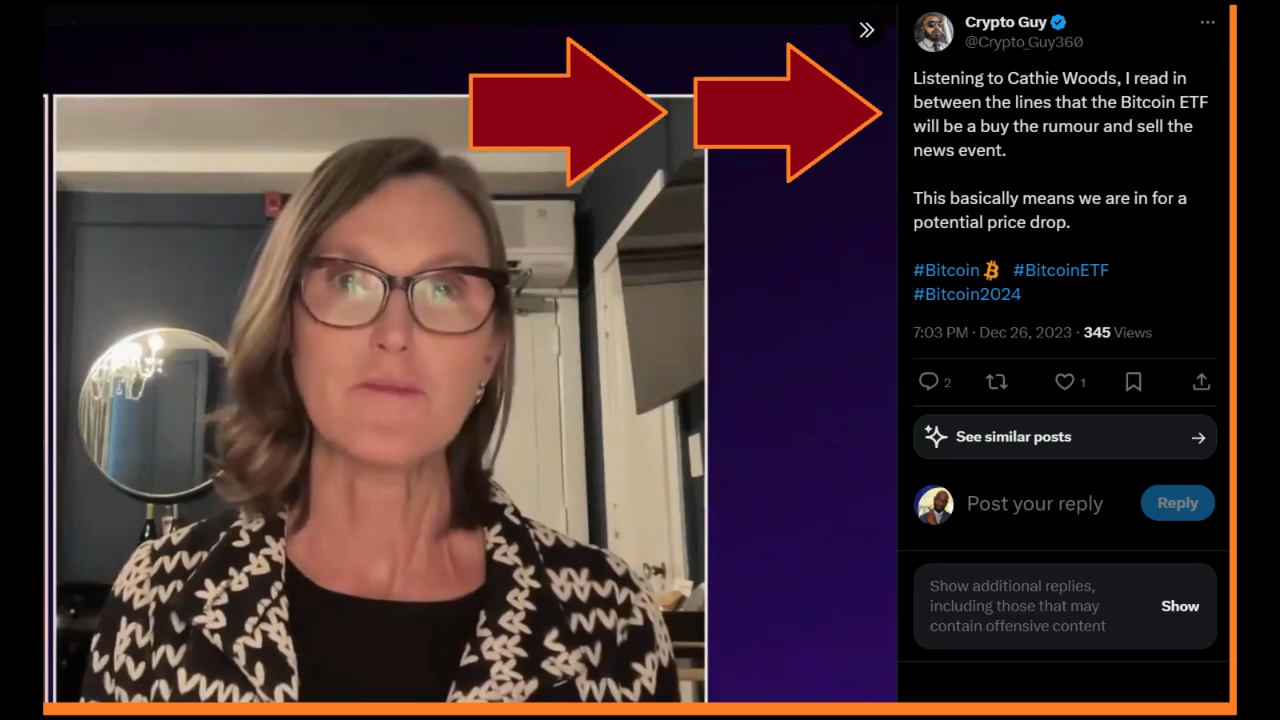 Crypto Guy
@Crypto_Guy360
Listening to Cathie Woods, I read in
between the lines that the Bitcoin ETF
will be a buy the rumour and sell the
news event.
This basically means we are in for a
potential price drop.
#Bitcoin #BitcoinETF
#Bitcoin2024
7:03 PM · Dec 26, 2023 · 345 Views
2
1
See similar posts
Post your reply
Reply
Show additional replies,
including those that may
contain offensive content
Show